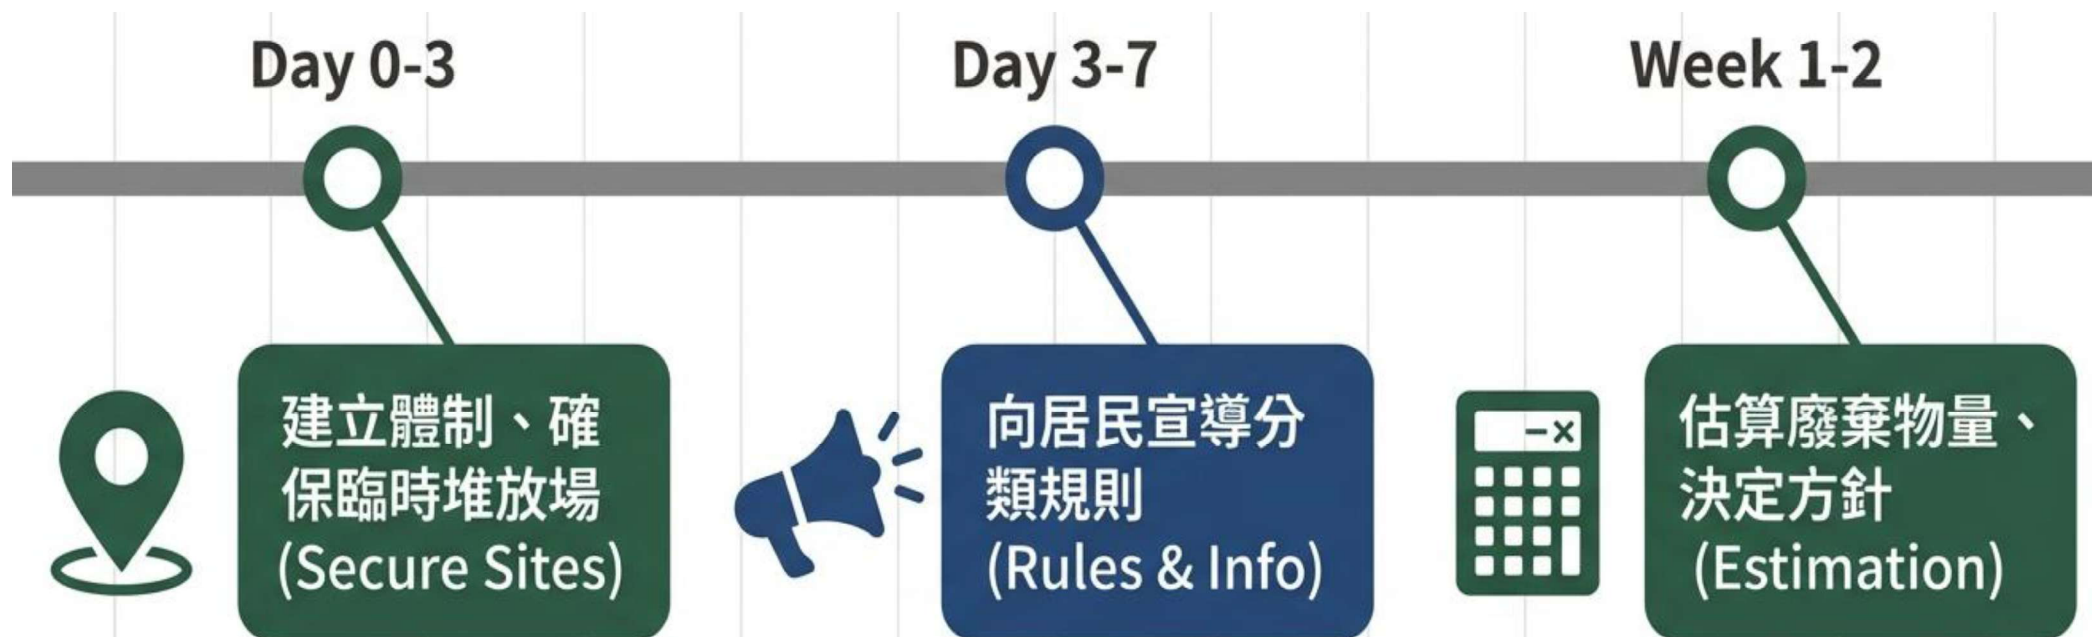 Day 0-3
Day 3-7
Week 1-2
建立體制、確
保臨時堆放場
(Secure Sites)
向居民宣導分
類規則
(Rules & Info)
估算廢棄物量、
決定方針
(Estimation)